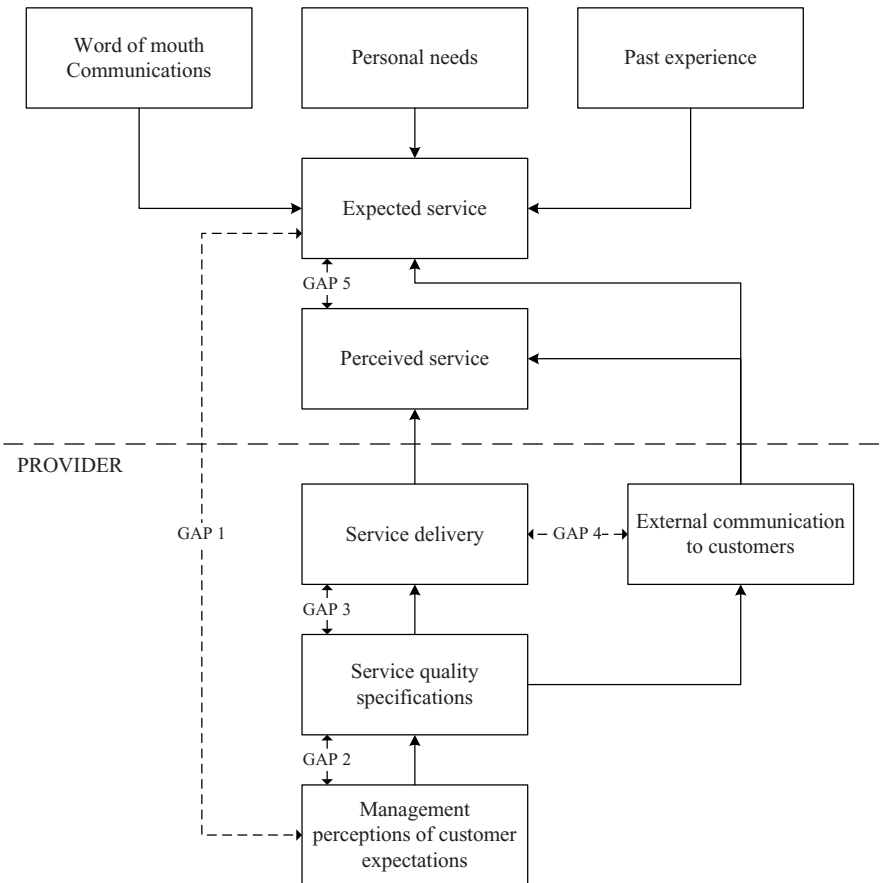 Word of mouth
Communications
Personal needs
Past experience
Expected service
GAP 5
Perceived service
PROVIDER
GAP 1
Service delivery
GAP 4
External communication
to customers
GAP 3
Service quality
specifications
GAP 2
Management
perceptions of customer
expectations